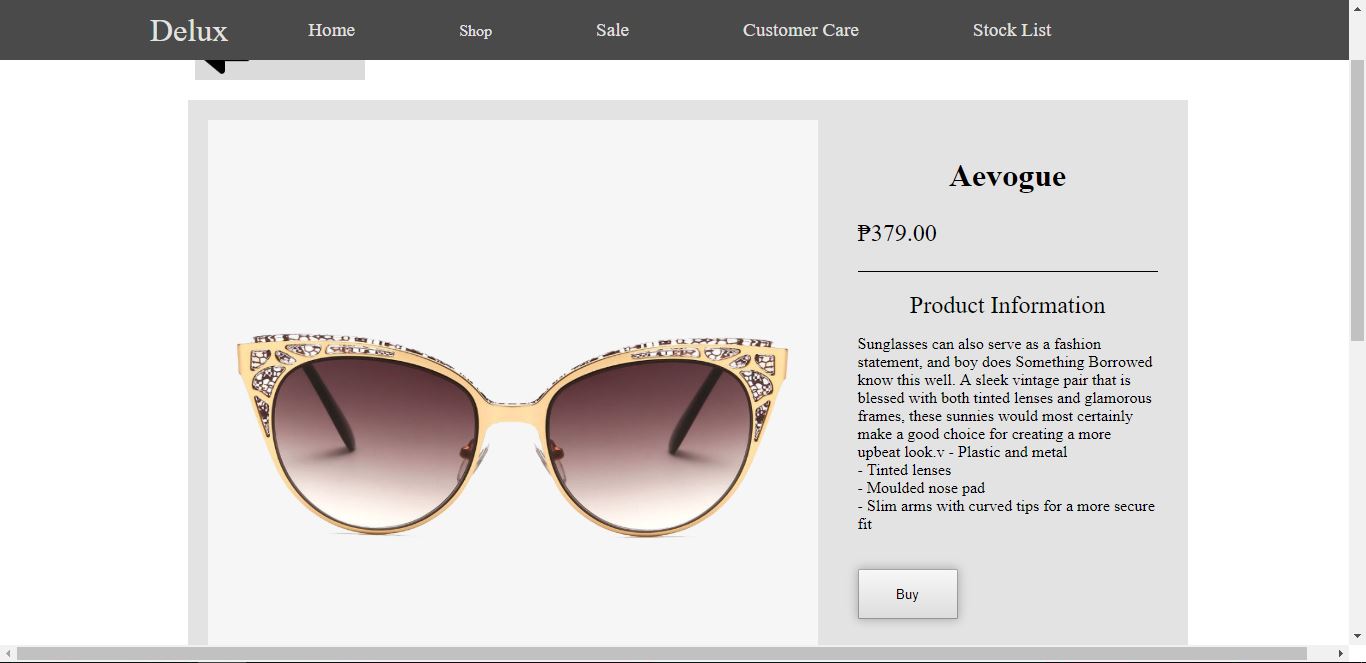 Delux Home Shop Sale Customer Care Stock List
Aevogue
₱379.00
Product Information
Sunglasses can also serve as a fashion
statement, and boy does Something Borrowed
know this well. A sleek vintage pair that is
blessed with both tinted lenses and glamorous
frames, these sunnies would most certainly
make a good choice for creating a more
upbeat look.v - Plastic and metal
- Tinted lenses
- Moulded nose pad
- Slim arms with curved tips for a more secure
fit
Buy